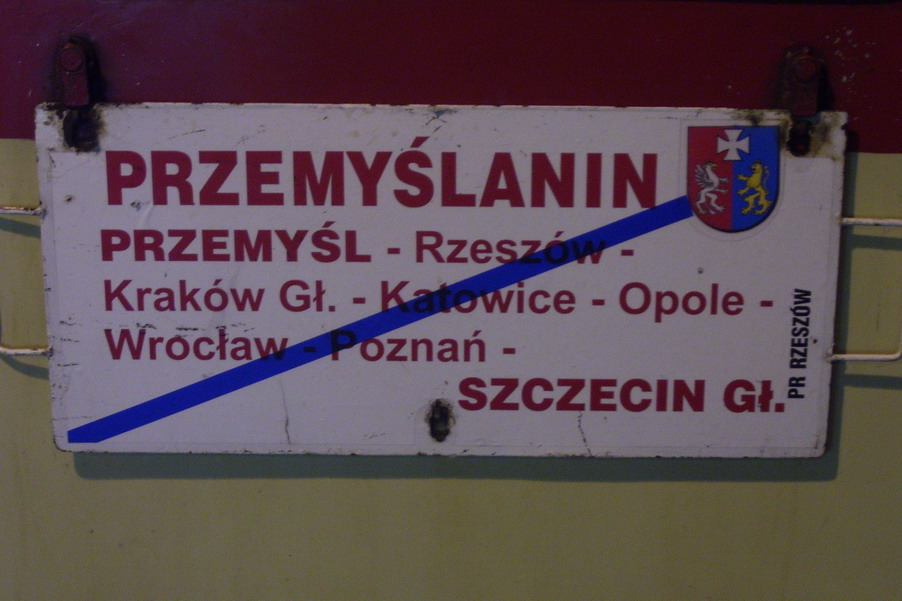 PRZEMYŚLANIN
PRZEMYŚL - Rzeszów -
Kraków Gł. - Katowice - Opole -
Wrocław - Poznań -
SZCZECIN Gł.
PR RZESZÓW